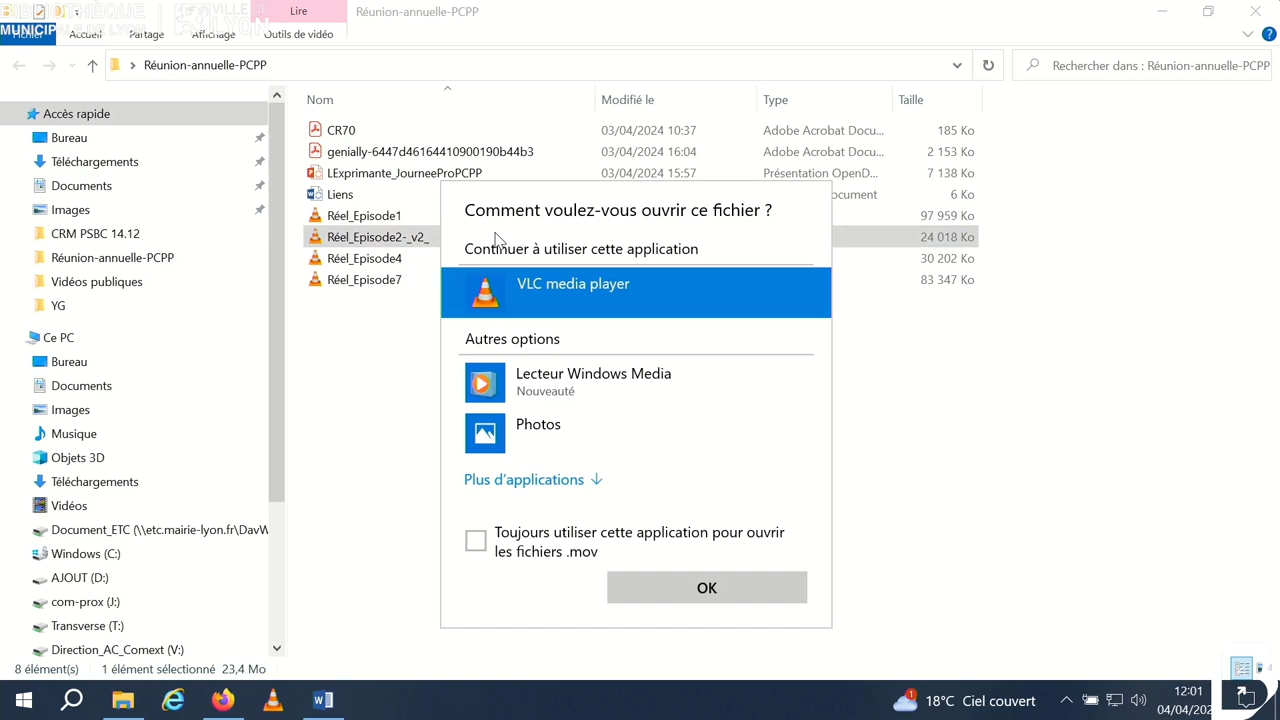 BIBLIOTHÈQUE
MUNICIPALE DE LYON
VILLE DE
LYON
Lire
Réunion-annuelle-PCPP
Fichier
Accueil
Partage
Affichage
Outils de vidéo
Réunion-annuelle-PCPP
Rechercher dans : Réunion-annuelle-PCPP
Accès rapide
Bureau
Téléchargements
Documents
Images
CRM PSBC 14.12
Réunion-annuelle-PCPP
Vidéos publiques
YG
Ce PC
Bureau
Documents
Images
Musique
Objets 3D
Téléchargements
Vidéos
Document_ETC (\\etc.mairie-lyon.fr\DavW
Windows (C:)
AJOUT (D:)
com-prox (J:)
Transverse (T:)
Direction_AC_Comext (V:)
Nom Modifié le Type Taille
CR70 03/04/2024 10:37 Adobe Acrobat Docu... 185 Ko
genially-6447d46164410900190b44b3 03/04/2024 16:04 Adobe Acrobat Docu... 2 153 Ko
LExprimante_JourneeProPCPP 03/04/2024 15:57 Présentation OpenD... 7 138 Ko
Liens ocument 6 Ko
Réel_Episode1 97 959 Ko
Réel_Episode2-_v2_ 24 018 Ko
Réel_Episode4 30 202 Ko
Réel_Episode7 83 347 Ko
Comment voulez-vous ouvrir ce fichier ?
Continuer à utiliser cette application
VLC media player
Autres options
Lecteur Windows Media
Nouveauté
Photos
Plus d'applications
Toujours utiliser cette application pour ouvrir
les fichiers .mov
OK
8 élément(s) 1 élément sélectionné 23,4 Mo
1
18°C Ciel couvert
12:01